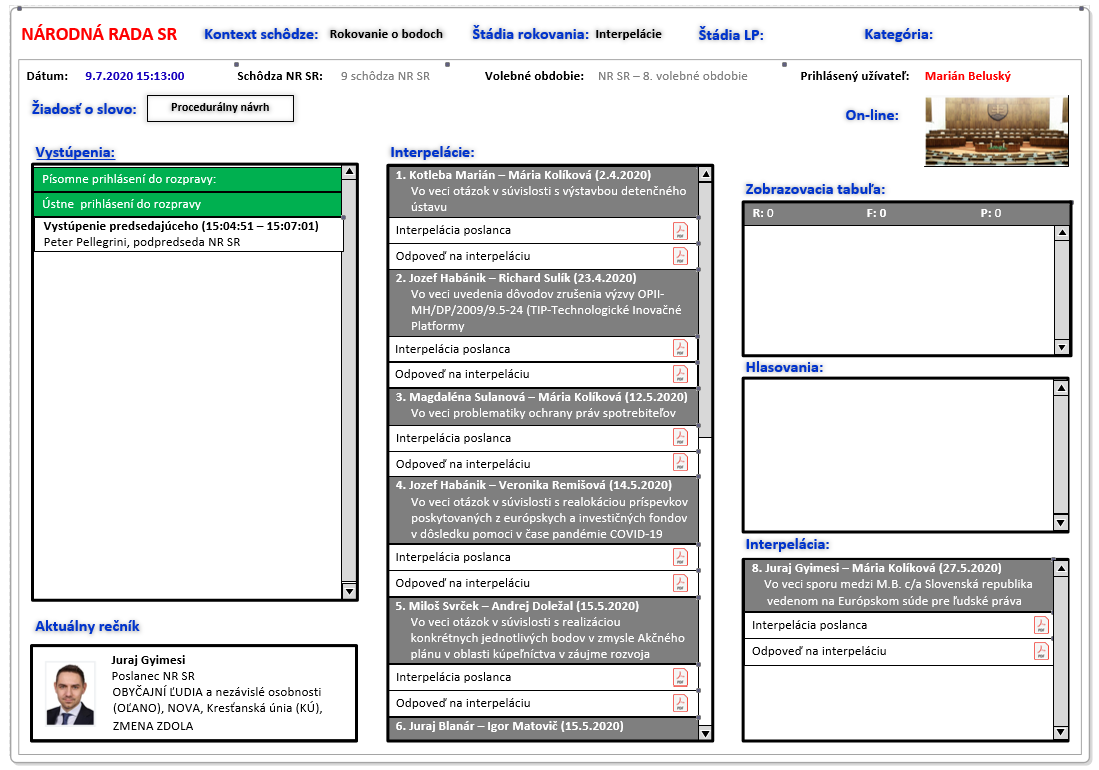 NÁRODNÁ RADA SR
Kontext schôdze: Rokovanie o bodoch
Štádia rokovania: Interpelácie
Štádia LP:
Kategória:
Dátum: 9.7.2020 15:13:00
Schôdza NR SR: 9 schôdza NR SR
Volebné obdobie: NR SR – 8. volebné obdobie
Prihlásený užívateľ: Marián Beluský
Žiadosť o slovo: Procedurálny návrh
On-line:
Vystúpenia:
Písomne prihlásení do rozpravy:
Ústne prihlásení do rozpravy
Vystúpenie predsedajúceho (15:04:51 – 15:07:01)
Peter Pellegrini, podpredseda NR SR
Aktuálny rečník
Juraj Gyimesi
Poslanec NR SR
OBYČAJNÍ ĽUDIA a nezávislé osobnosti
(OĽANO), NOVA, Kresťanská únia (KÚ),
ZMENA ZDOLA
Interpelácie:
1. Kotleba Marián – Mária Kolíková (2.4.2020)
Vo veci otázok v súvislosti s výstavbou detenčného
ústavu
Interpelácia poslanca
Odpoveď na interpeláciu
2. Jozef Habánik – Richard Sulík (23.4.2020)
Vo veci uvedenia dôvodov zrušenia výzvy OPII-
MH/DP/2009/9.5-24 (TIP-Technologické Inovačné
Platformy
Interpelácia poslanca
Odpoveď na interpeláciu
3. Magdaléna Sulanová – Mária Kolíková (12.5.2020)
Vo veci problematiky ochrany práv spotrebiteľov
Interpelácia poslanca
Odpoveď na interpeláciu
4. Jozef Habánik – Veronika Remišová (14.5.2020)
Vo veci otázok v súvislosti s realokáciou príspevkov
poskytovaných z európskych a investičných fondov
v dôsledku pomoci v čase pandémie COVID-19
Interpelácia poslanca
Odpoveď na interpeláciu
5. Miloš Svrček – Andrej Doležal (15.5.2020)
Vo veci otázok v súvislosti s realizáciou
konkrétnych jednotlivých bodov v zmysle Akčného
plánu v oblasti kúpeľníctva v záujme rozvoja
Interpelácia poslanca
Odpoveď na interpeláciu
6. Juraj Blanár – Igor Matovič (15.5.2020)
Zobrazovacia tabuľa:
R: 0 F: 0 P: 0
Hlasovania:
Interpelácia:
8. Juraj Gyimesi – Mária Kolíková (27.5.2020)
Vo veci sporu medzi M.B. c/a Slovenská republika
vedenom na Európskom súde pre ľudské práva
Interpelácia poslanca
Odpoveď na interpeláciu